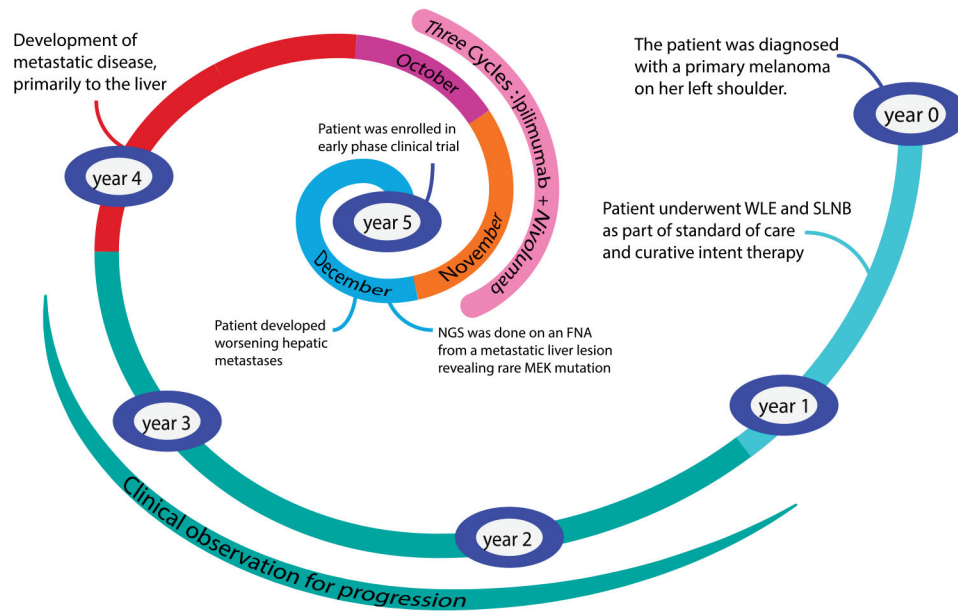 The patient was diagnosed
with a primary melanoma
on her left shoulder.
year 0
Patient underwent WLE and SLNB
as part of standard of care
and curative intent therapy
year 1
year 2
Clinical observation for progression
year 3
year 4
Development of
metastatic disease,
primarily to the liver
October
Three Cycles :Ipilimumab + Nivolumab
November
December
Patient developed
worsening hepatic
metastases
NGS was done on an FNA
from a metastatic liver lesion
revealing rare MEK mutation
Patient was enrolled in
early phase clinical trial
year 5